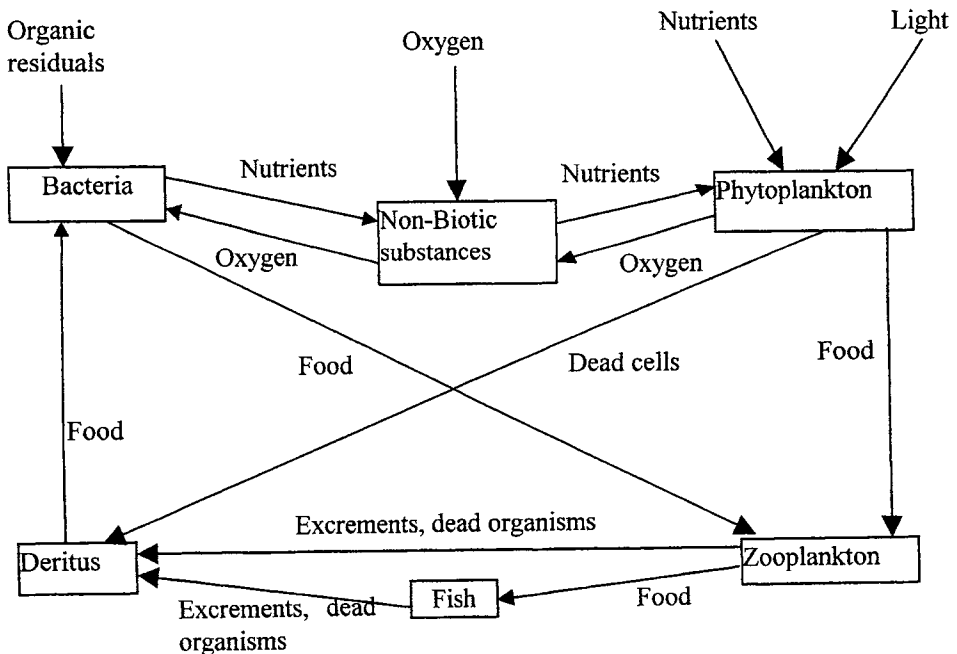 Organic
residuals
Oxygen
Nutrients
Light
Bacteria
Nutrients
Nutrients
Phytoplankton
Non-Biotic
substances
Oxygen
Oxygen
Food
Dead cells
Food
Food
Excrements, dead organisms
Deritus
Zooplankton
Fish
Food
Excrements, dead
organisms